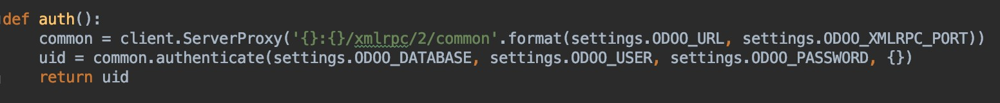 def auth():
    common = client.ServerProxy('{}:{}/xmlrpc/2/common'.format(settings.ODOO_URL, settings.ODOO_XMLRPC_PORT))
    uid = common.authenticate(settings.ODOO_DATABASE, settings.ODOO_USER, settings.ODOO_PASSWORD, {})
    return uid